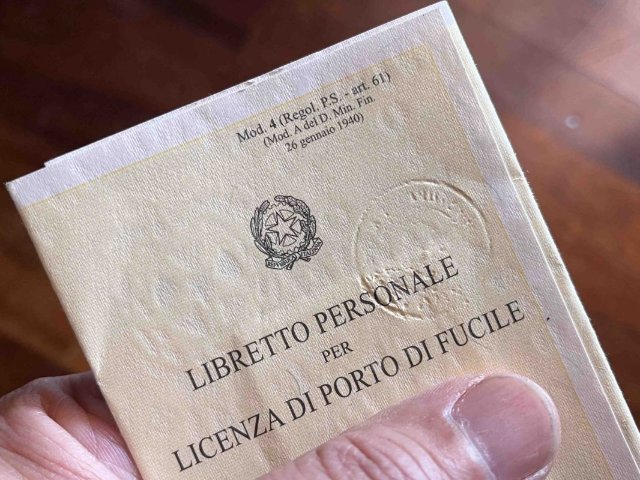 Mod. 4 (Regol. P.S. - art. 61)
(Mod. A del D. Min. Fin.
26 gennaio 1940)
LIBRETTO PERSONALE
PER
LICENZA DI PORTO DI FUCILE